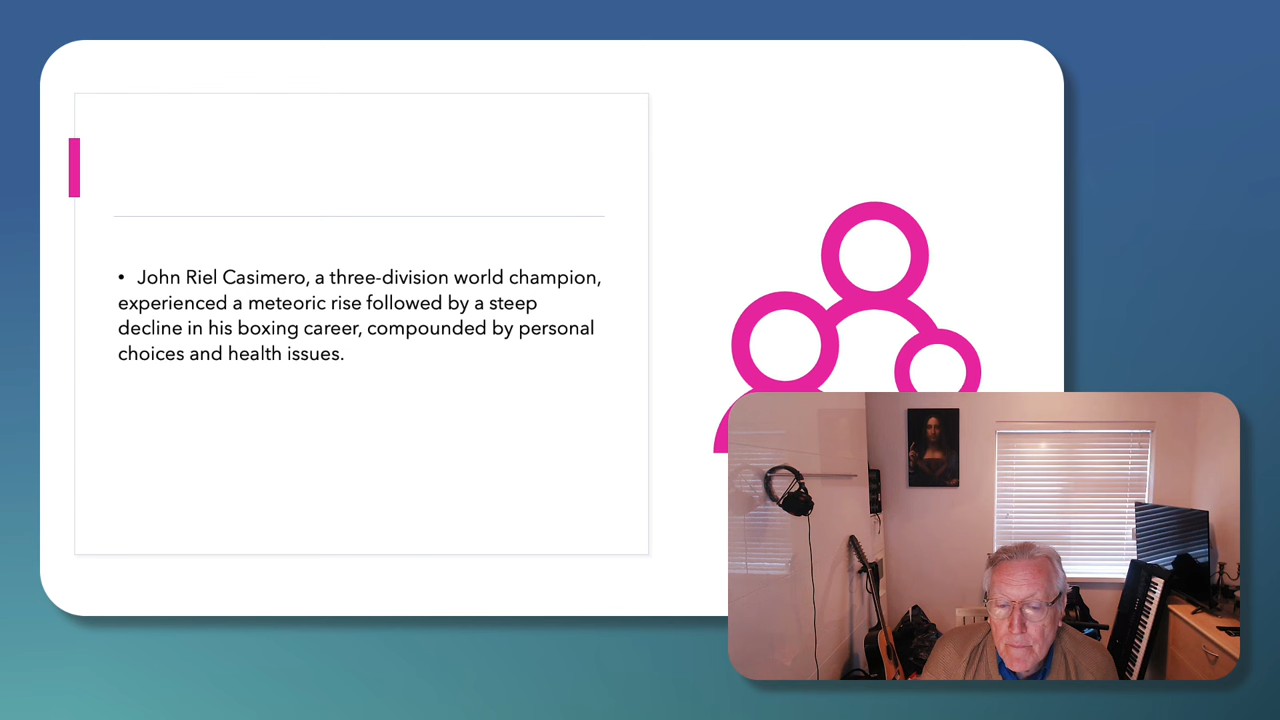 • John Riel Casimero, a three-division world champion,
experienced a meteoric rise followed by a steep
decline in his boxing career, compounded by personal
choices and health issues.